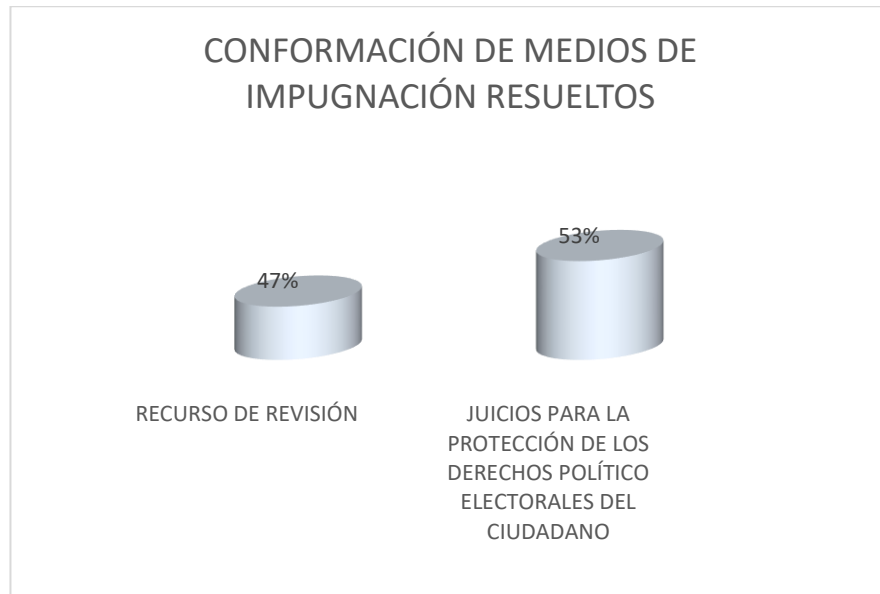 CONFORMACIÓN DE MEDIOS DE
IMPUGNACIÓN RESUELTOS
47%
53%
RECURSO DE REVISIÓN
JUICIOS PARA LA
PROTECCIÓN DE LOS
DERECHOS POLÍTICO
ELECTORALES DEL
CIUDADANO